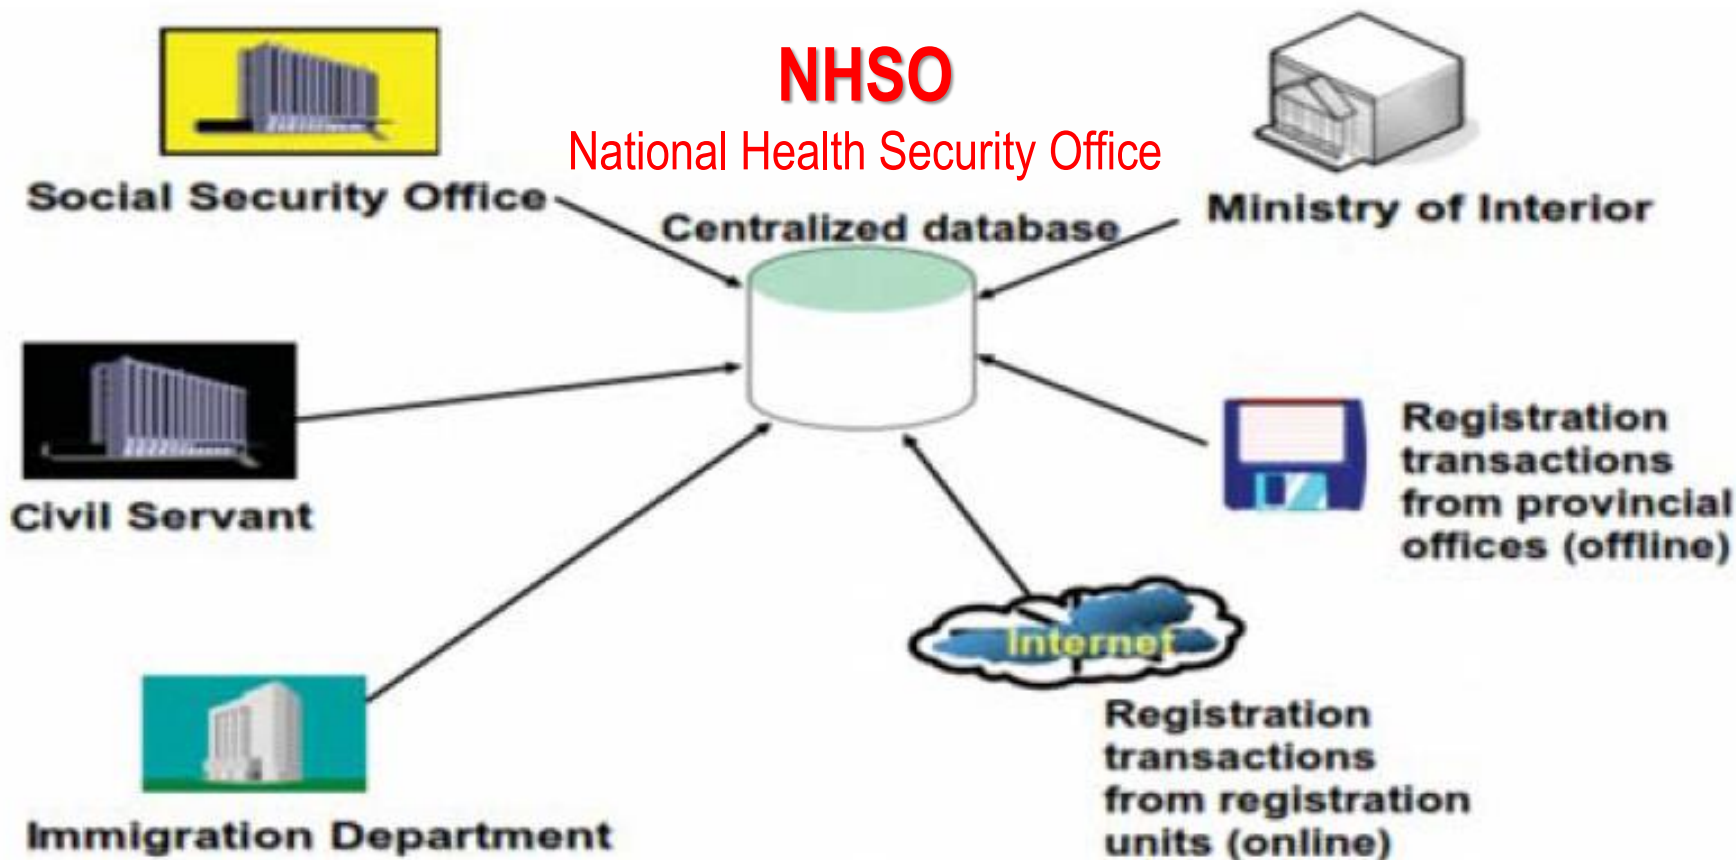 NHSO
National Health Security Office
Social Security Office
Ministry of Interior
Centralized database
Civil Servant
Registration
transactions
from provincial
offices (offline)
Internet
Registration
transactions
from registration
units (online)
Immigration Department